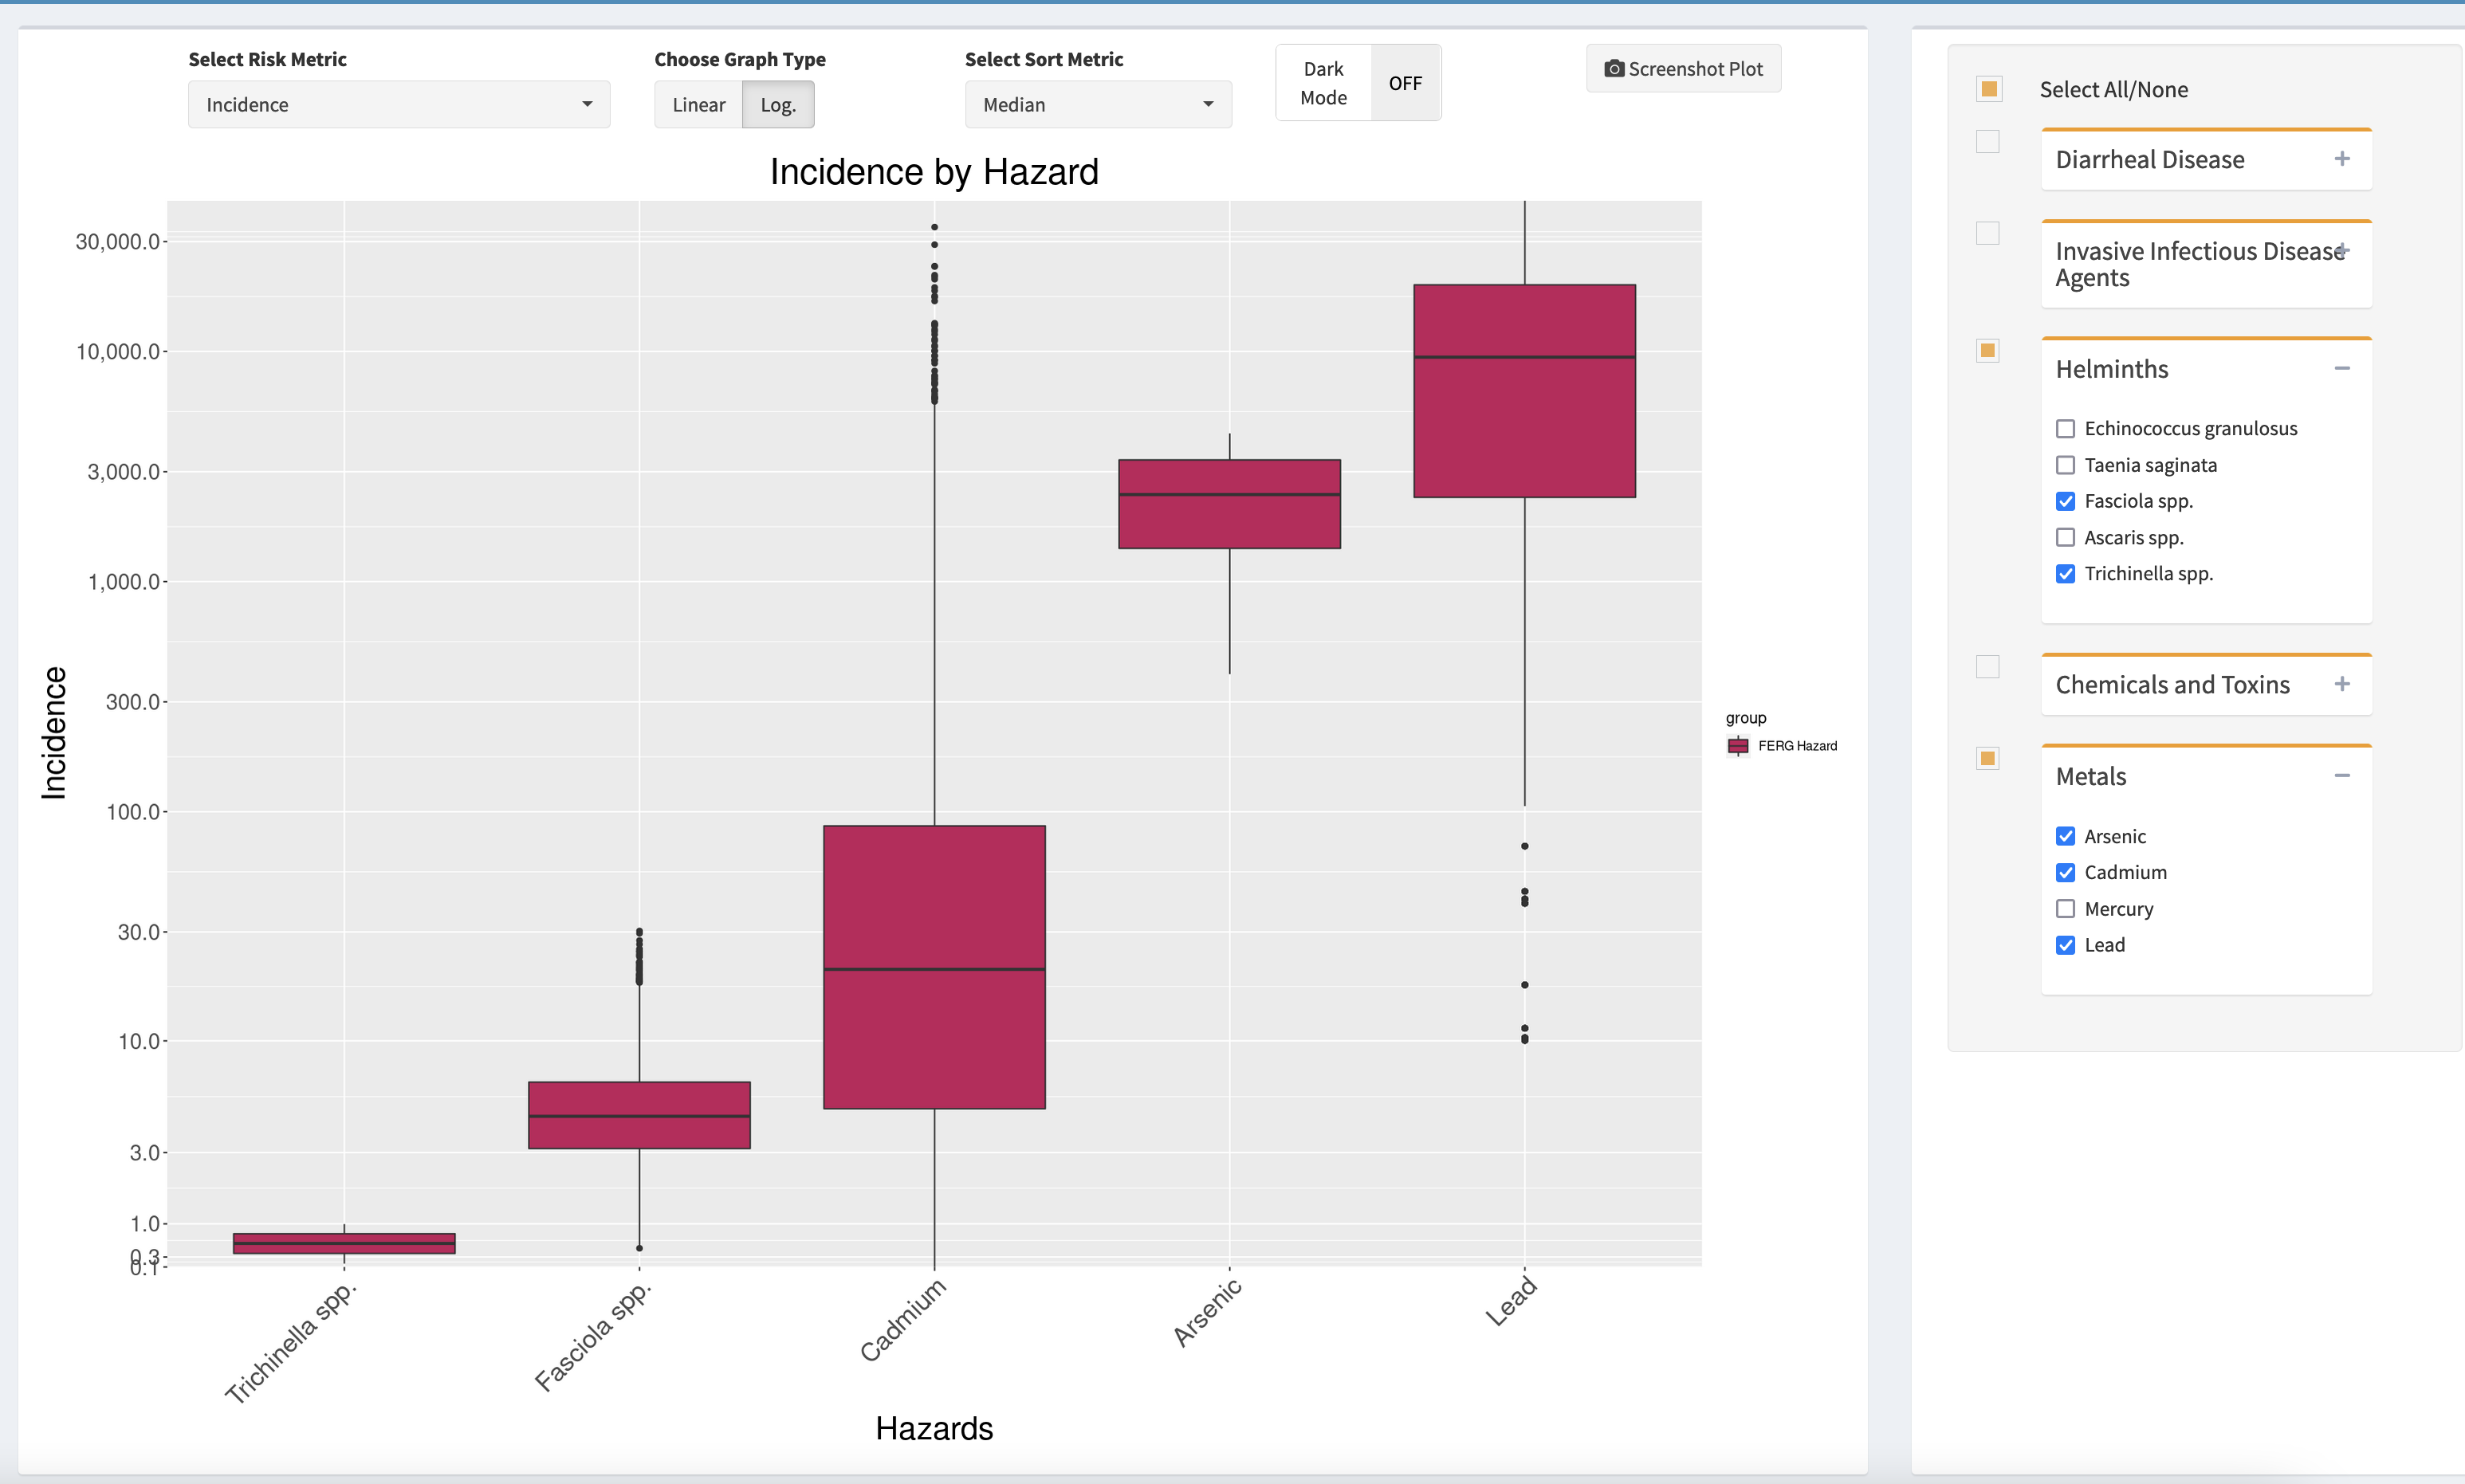 Select Risk Metric
Incidence
Choose Graph Type
Linear Log.
Select Sort Metric
Median
Dark
Mode
OFF
Screenshot Plot
Incidence by Hazard
30,000.0
10,000.0
3,000.0
1,000.0
300.0
100.0
30.0
10.0
3.0
1.0
0.3
0.1
Incidence
Trichinella spp.
Fasciola spp.
Cadmium
Arsenic
Lead
Hazards
group
FERG Hazard
Select All/None
Diarrheal Disease
Invasive Infectious Disease
Agents
Helminths
Echinococcus granulosus
Taenia saginata
Fasciola spp.
Ascaris spp.
Trichinella spp.
Chemicals and Toxins
Metals
Arsenic
Cadmium
Mercury
Lead